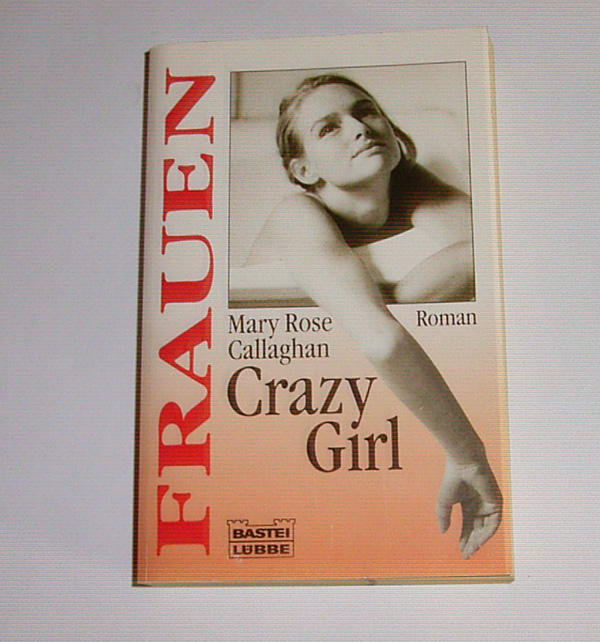 FRAUEN
Mary Rose
Callaghan
Roman
Crazy
Girl
BASTEI
LÜBBE